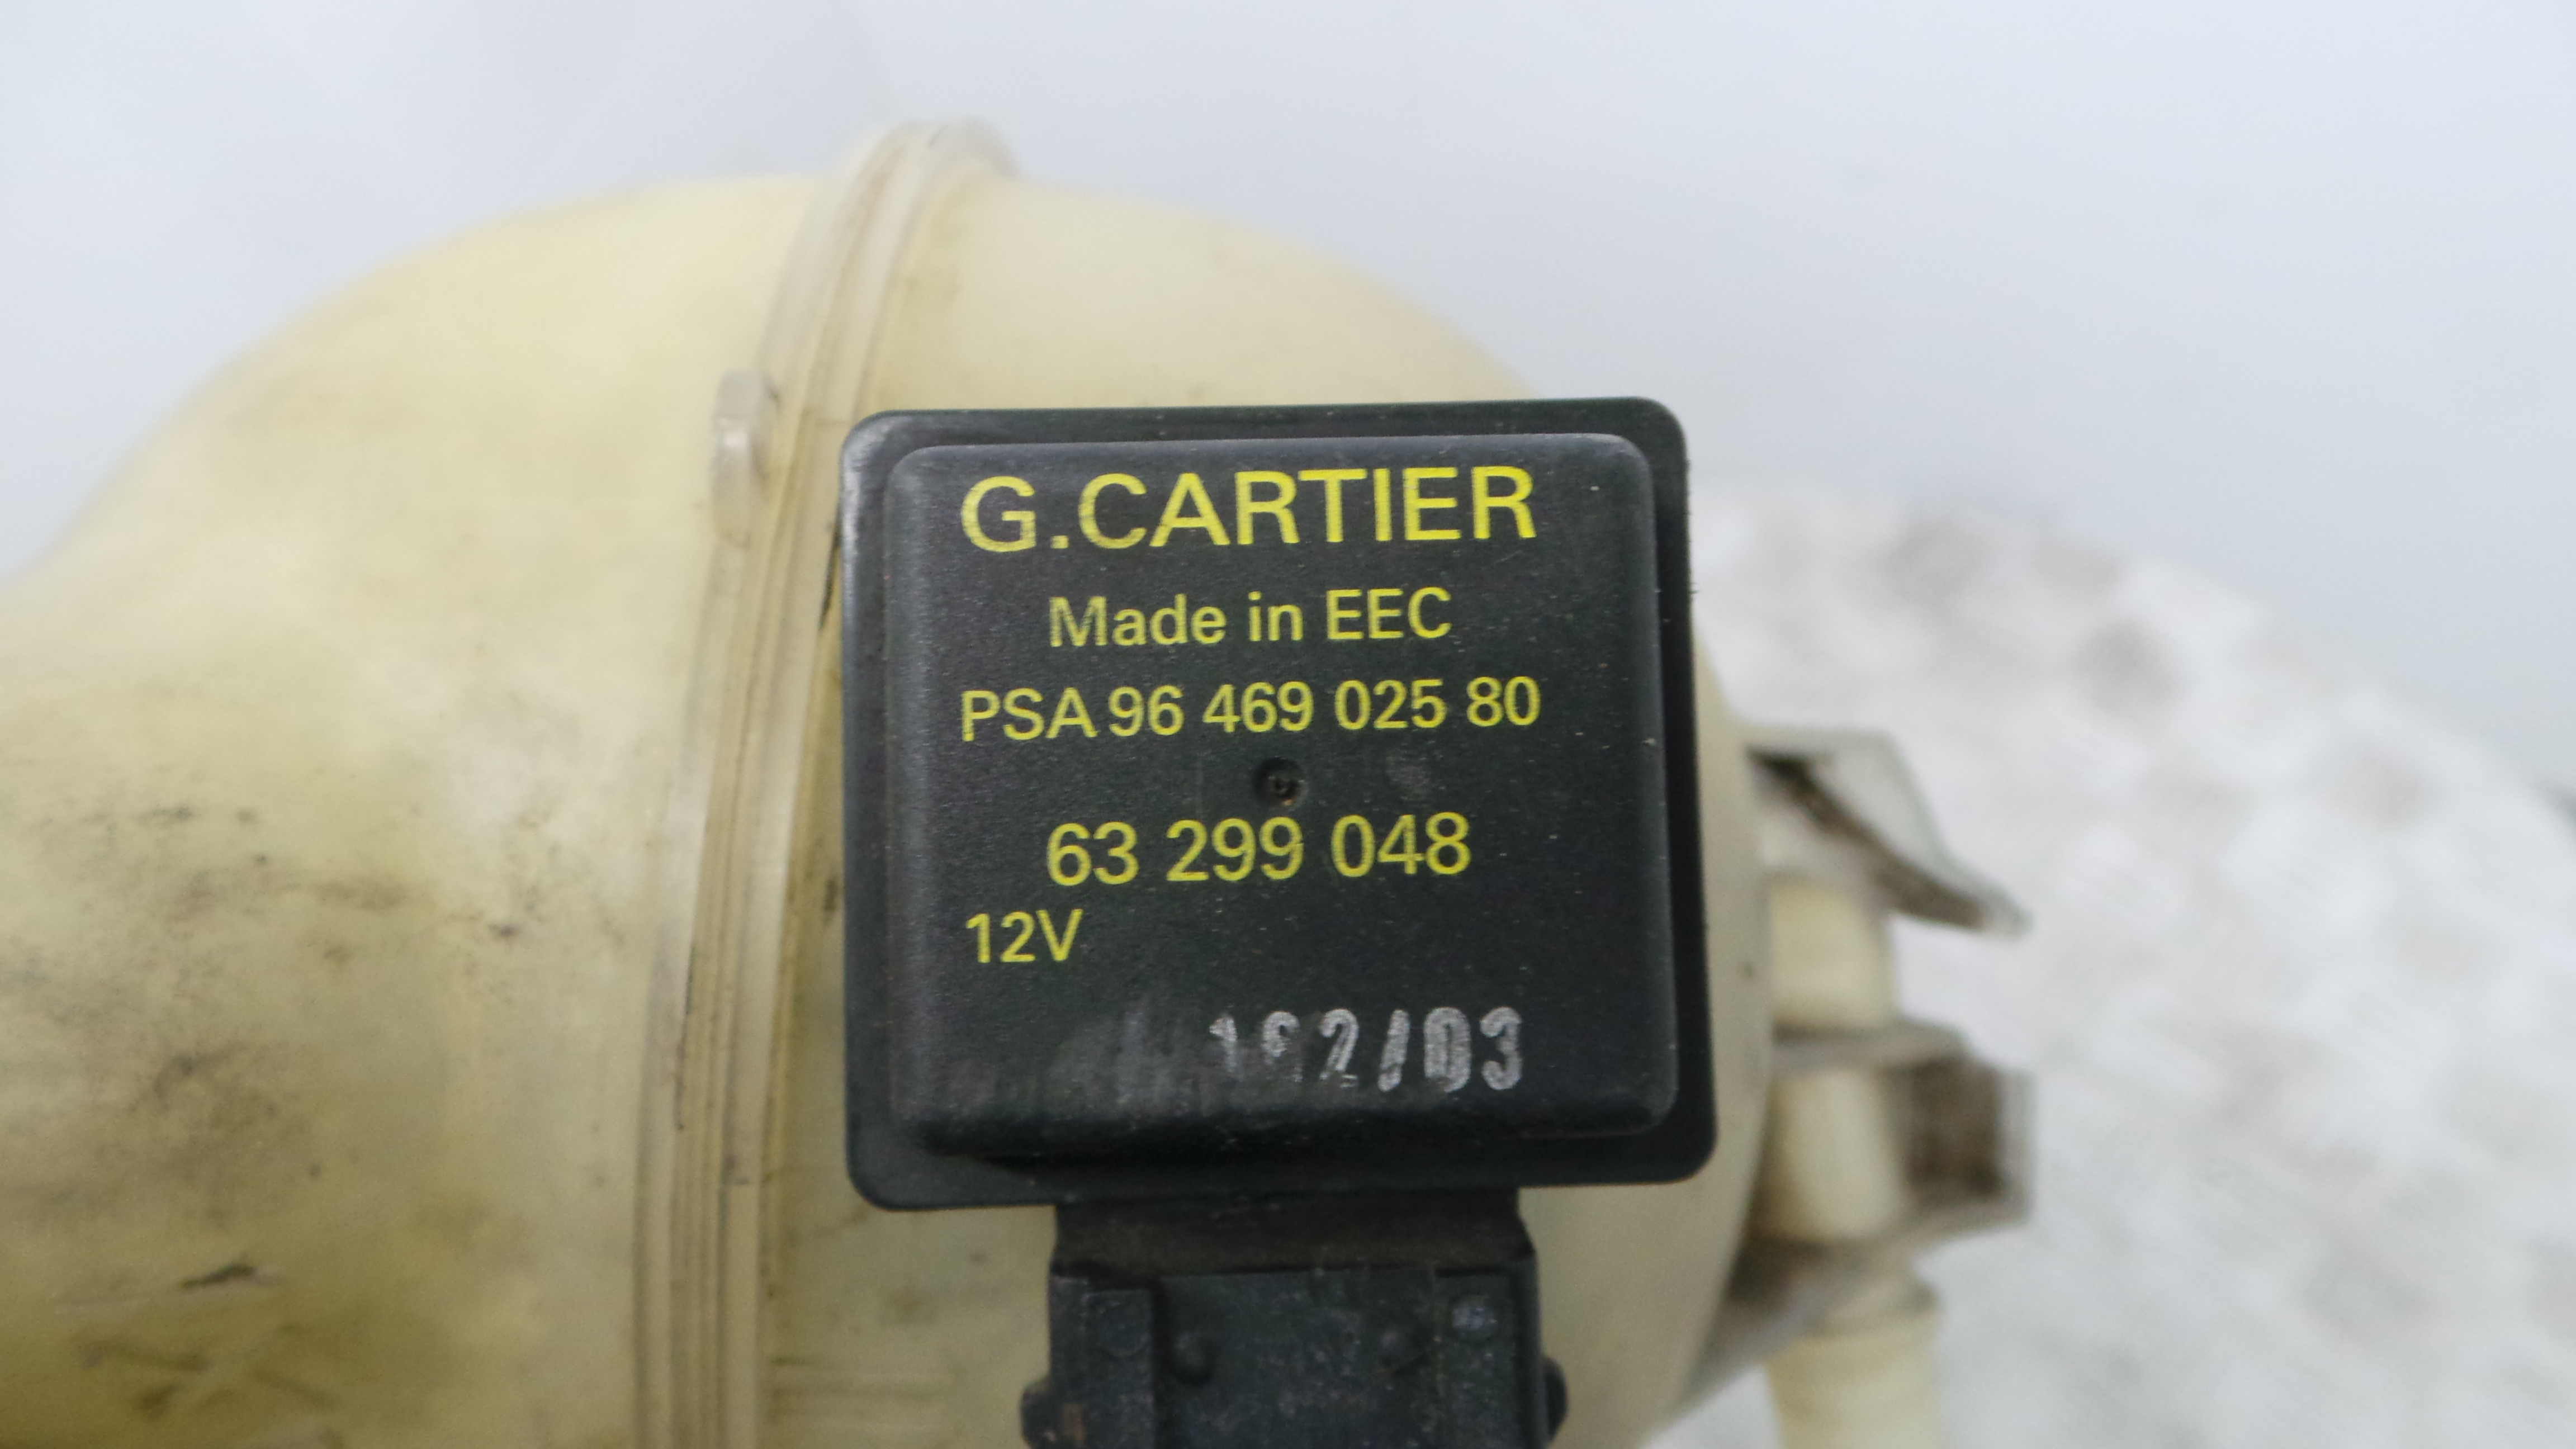 G.CARTIER
Made in EEC
PSA 96 469 025 80
63 299 048
12V